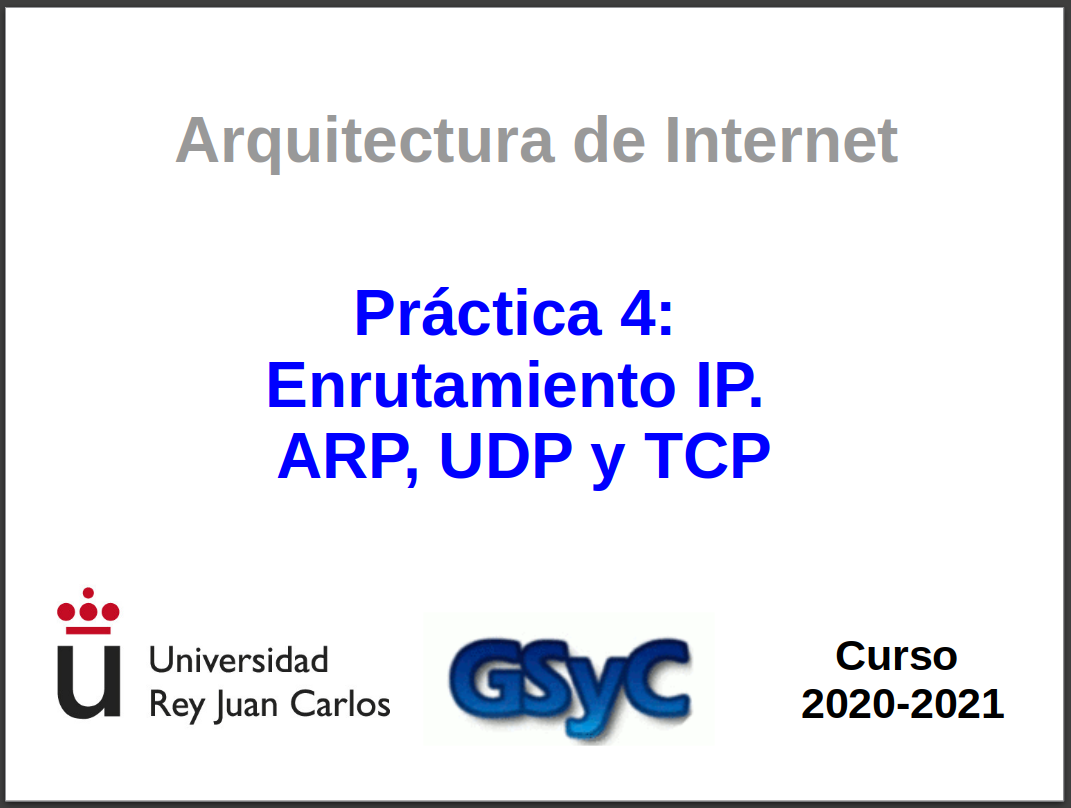 Arquitectura de Internet
Práctica 4:
Enrutamiento IP.
ARP, UDP y TCP
Universidad
Rey Juan Carlos
GSyC
Curso
2020-2021